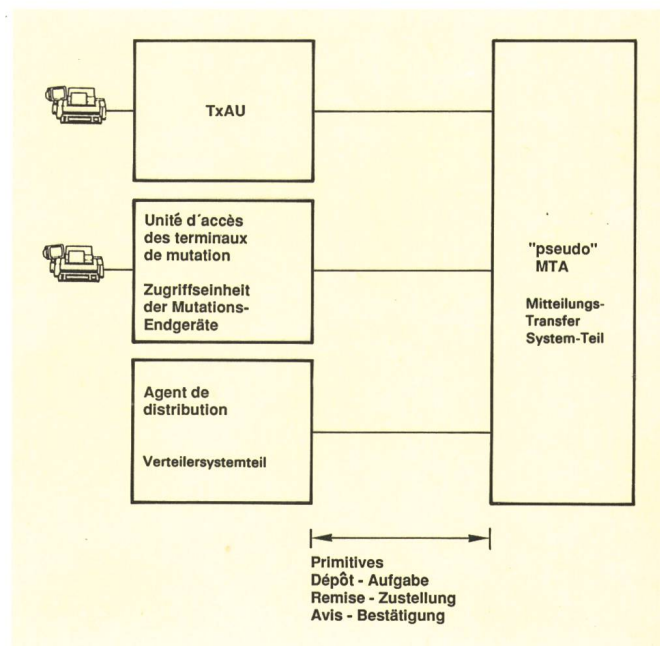 TxAU
Unité d'accès
des terminaux
de mutation
Zugriffseinheit
der Mutations-
Endgeräte
Agent de
distribution
Verteilersystemteil
"pseudo"
MTA
Mitteilungs-
Transfer
System-Teil
Primitives
Dépôt - Aufgabe
Remise - Zustellung
Avis - Bestätigung